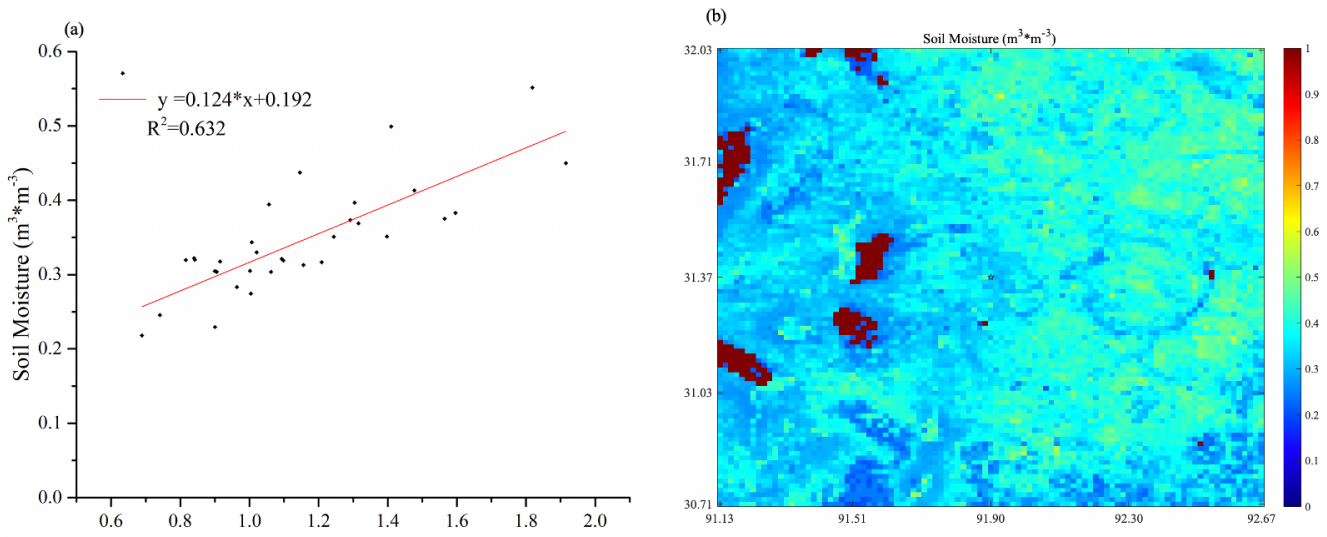 (a)
0.6
0.5
0.4
0.3
0.2
0.1
0.0
Soil Moisture (m³*m⁻³)
y =0.124*x+0.192
R²=0.632
0.6 0.8 1.0 1.2 1.4 1.6 1.8 2.0
(b)
Soil Moisture (m³*m⁻³)
32.03
31.71
31.37
31.03
30.71
91.13 91.51 91.90 92.30 92.67
1
0.9
0.8
0.7
0.6
0.5
0.4
0.3
0.2
0.1
0